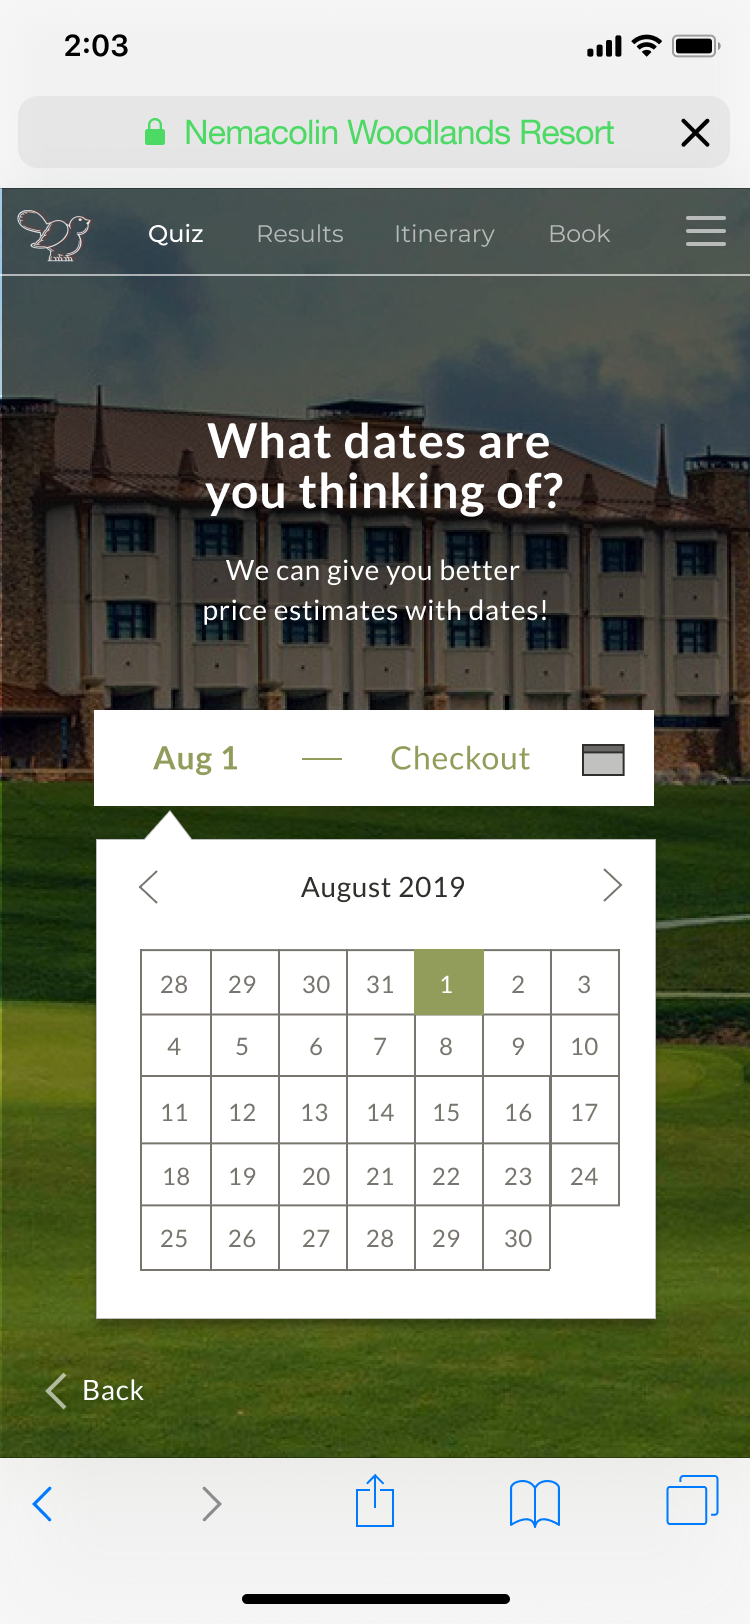 2:03
Nemacolin Woodlands Resort
Quiz Results Itinerary Book
What dates are
you thinking of?
We can give you better
price estimates with dates!
Aug 1 — Checkout
August 2019
28 29 30 31 1 2 3
4 5 6 7 8 9 10
11 12 13 14 15 16 17
18 19 20 21 22 23 24
25 26 27 28 29 30
Back